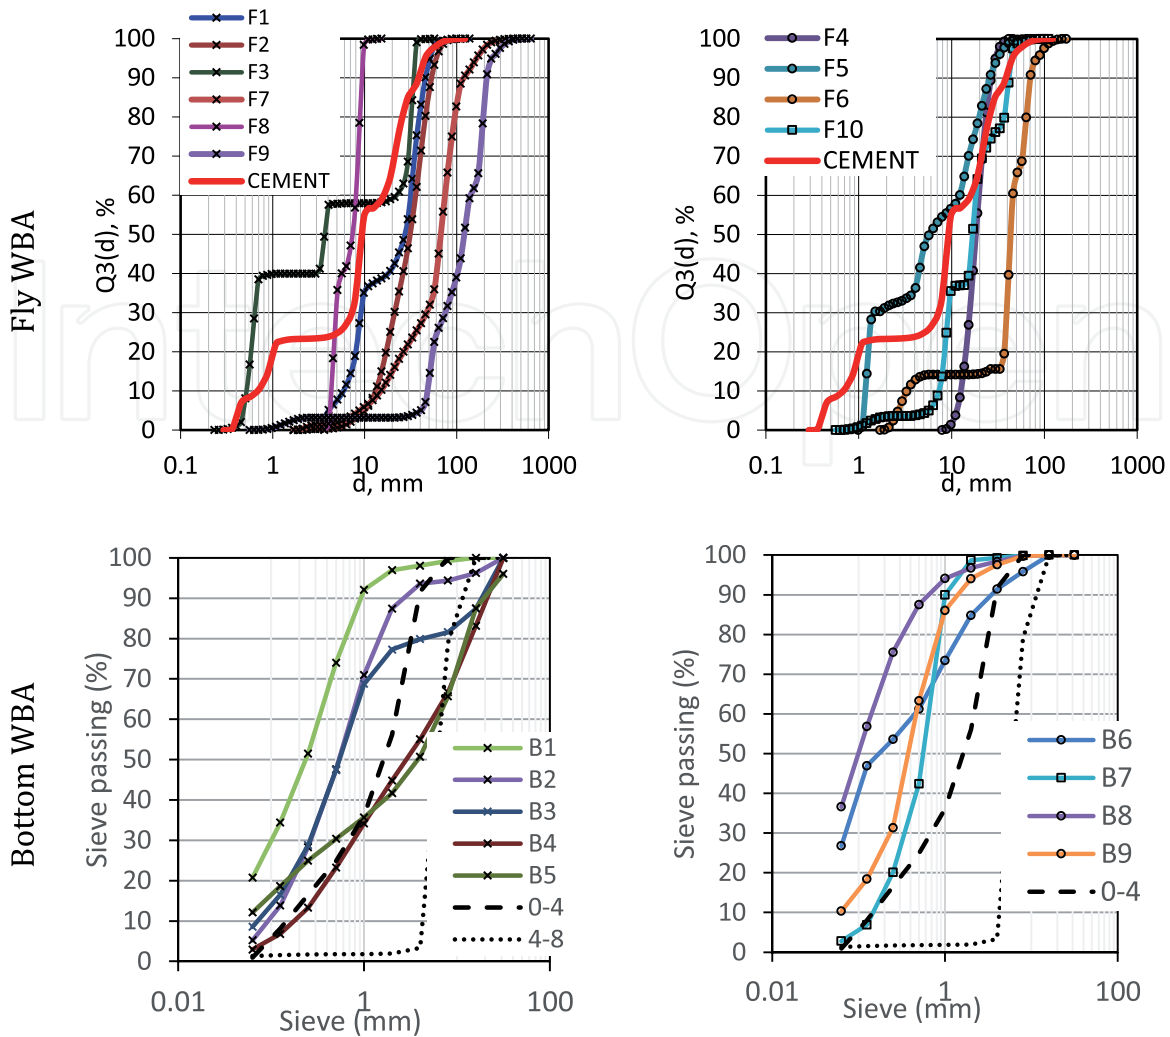 Fly WBA
F1
F2
F3
F7
F8
F9
CEMENT
Q3(d), %
100
90
80
70
60
50
40
30
20
10
0
0.1
1
10
100
1000
d, mm
F4
F5
F6
F10
CEMENT
Q3(d), %
100
90
80
70
60
50
40
30
20
10
0
0.1
1
10
100
1000
d, mm
IntechOpen
Bottom WBA
Sieve passing (%)
100
90
80
70
60
50
40
30
20
10
0
B1
B2
B3
B4
B5
0-4
4-8
0.01
1
100
Sieve (mm)
Sieve passing (%)
100
90
80
70
60
50
40
30
20
10
0
B6
B7
B8
B9
0-4
0.01
1
100
Sieve (mm)